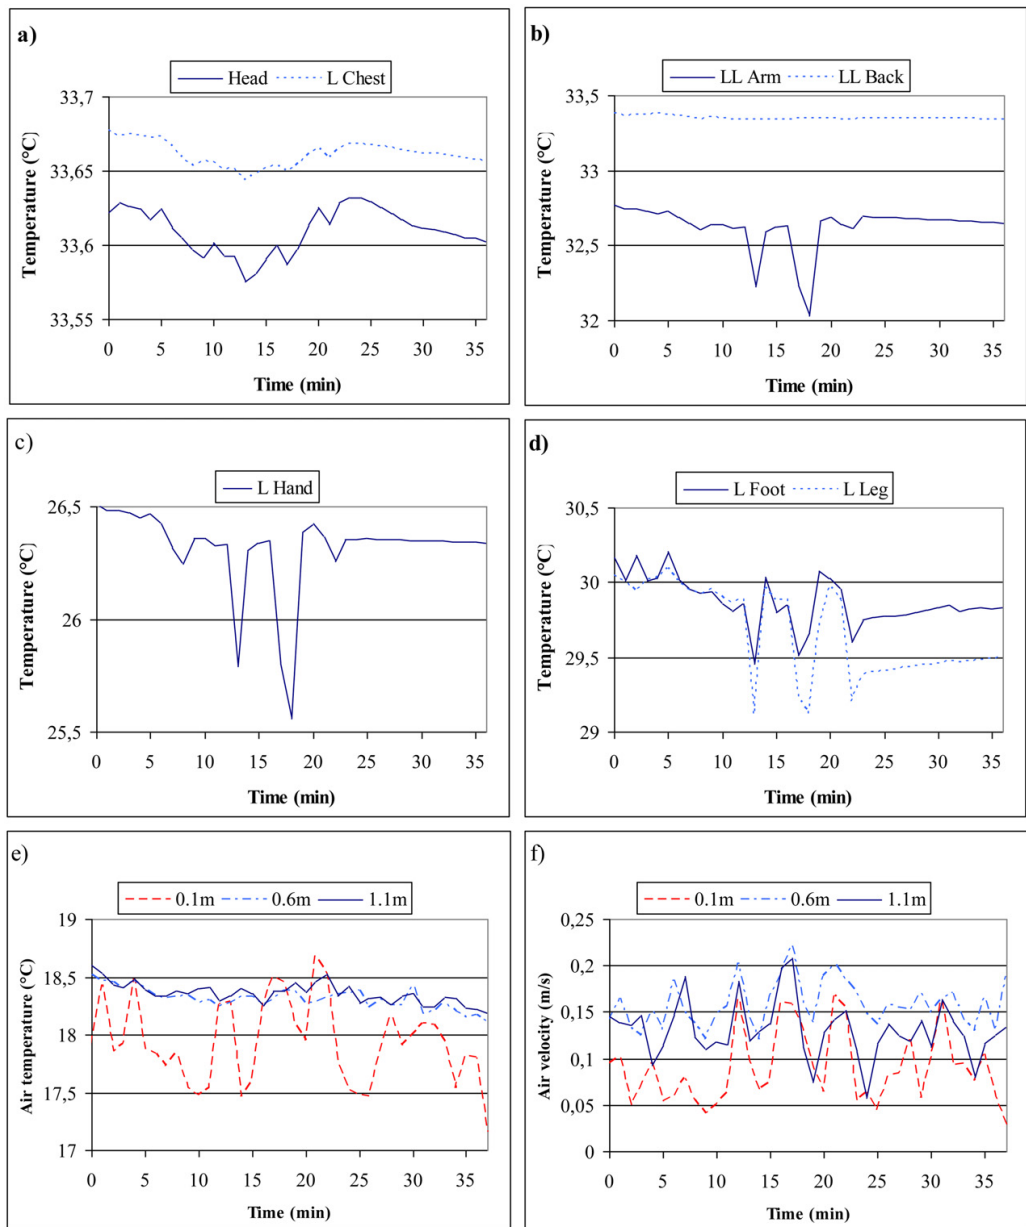 a)
Head L Chest
33,7
33,65
33,6
33,55
Temperature (°C)
0 5 10 15 20 25 30 35
Time (min)
b)
LL Arm LL Back
33,5
33
32,5
32
Temperature (°C)
0 5 10 15 20 25 30 35
Time (min)
c)
L Hand
26,5
26
25,5
Temperature (°C)
0 5 10 15 20 25 30 35
Time (min)
d)
L Foot L Leg
30,5
30
29,5
29
Temperature (°C)
0 5 10 15 20 25 30 35
Time (min)
e)
0.1m 0.6m 1.1m
19
18,5
18
17,5
17
Air temperature (°C)
0 5 10 15 20 25 30 35
Time (min)
f)
0.1m 0.6m 1.1m
0,25
0,2
0,15
0,1
0,05
0
Air velocity (m/s)
0 5 10 15 20 25 30 35
Time (min)